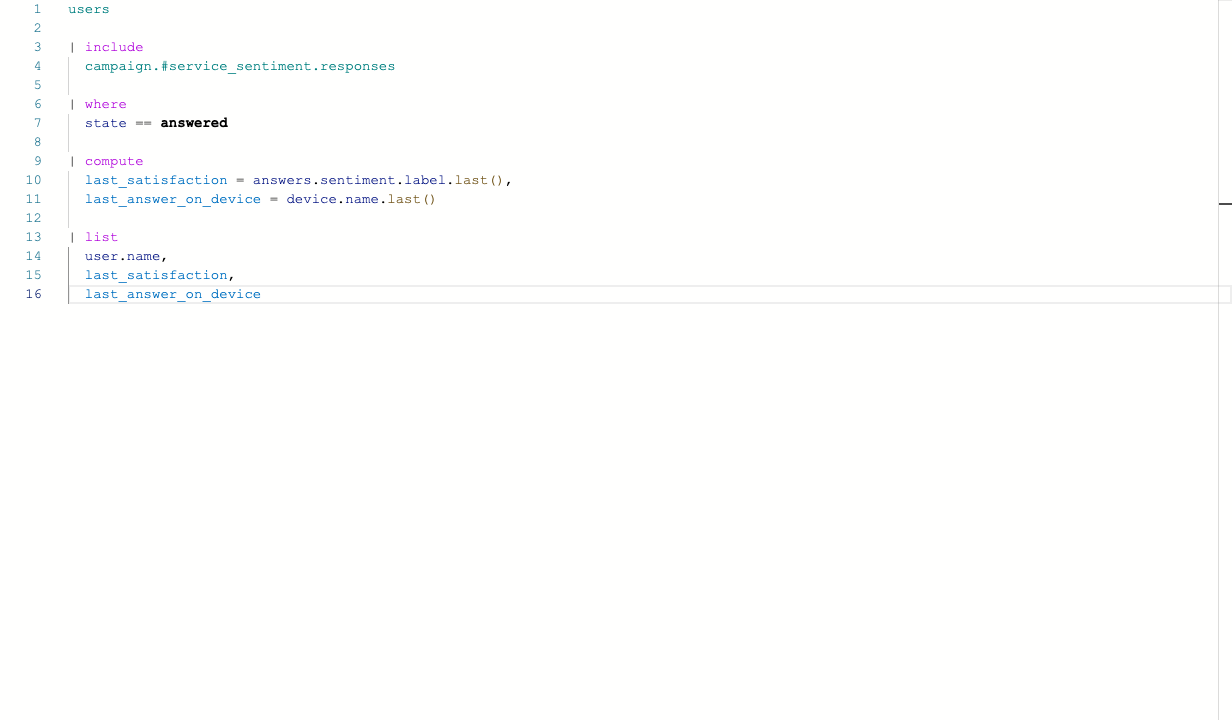 1 users
2
3 | include
4 campaign.#service_sentiment.responses
5
6 | where
7 state == answered
8
9 | compute
10 last_satisfaction = answers.sentiment.label.last(),
11 last_answer_on_device = device.name.last()
12
13 | list
14 user.name,
15 last_satisfaction,
16 last_answer_on_device